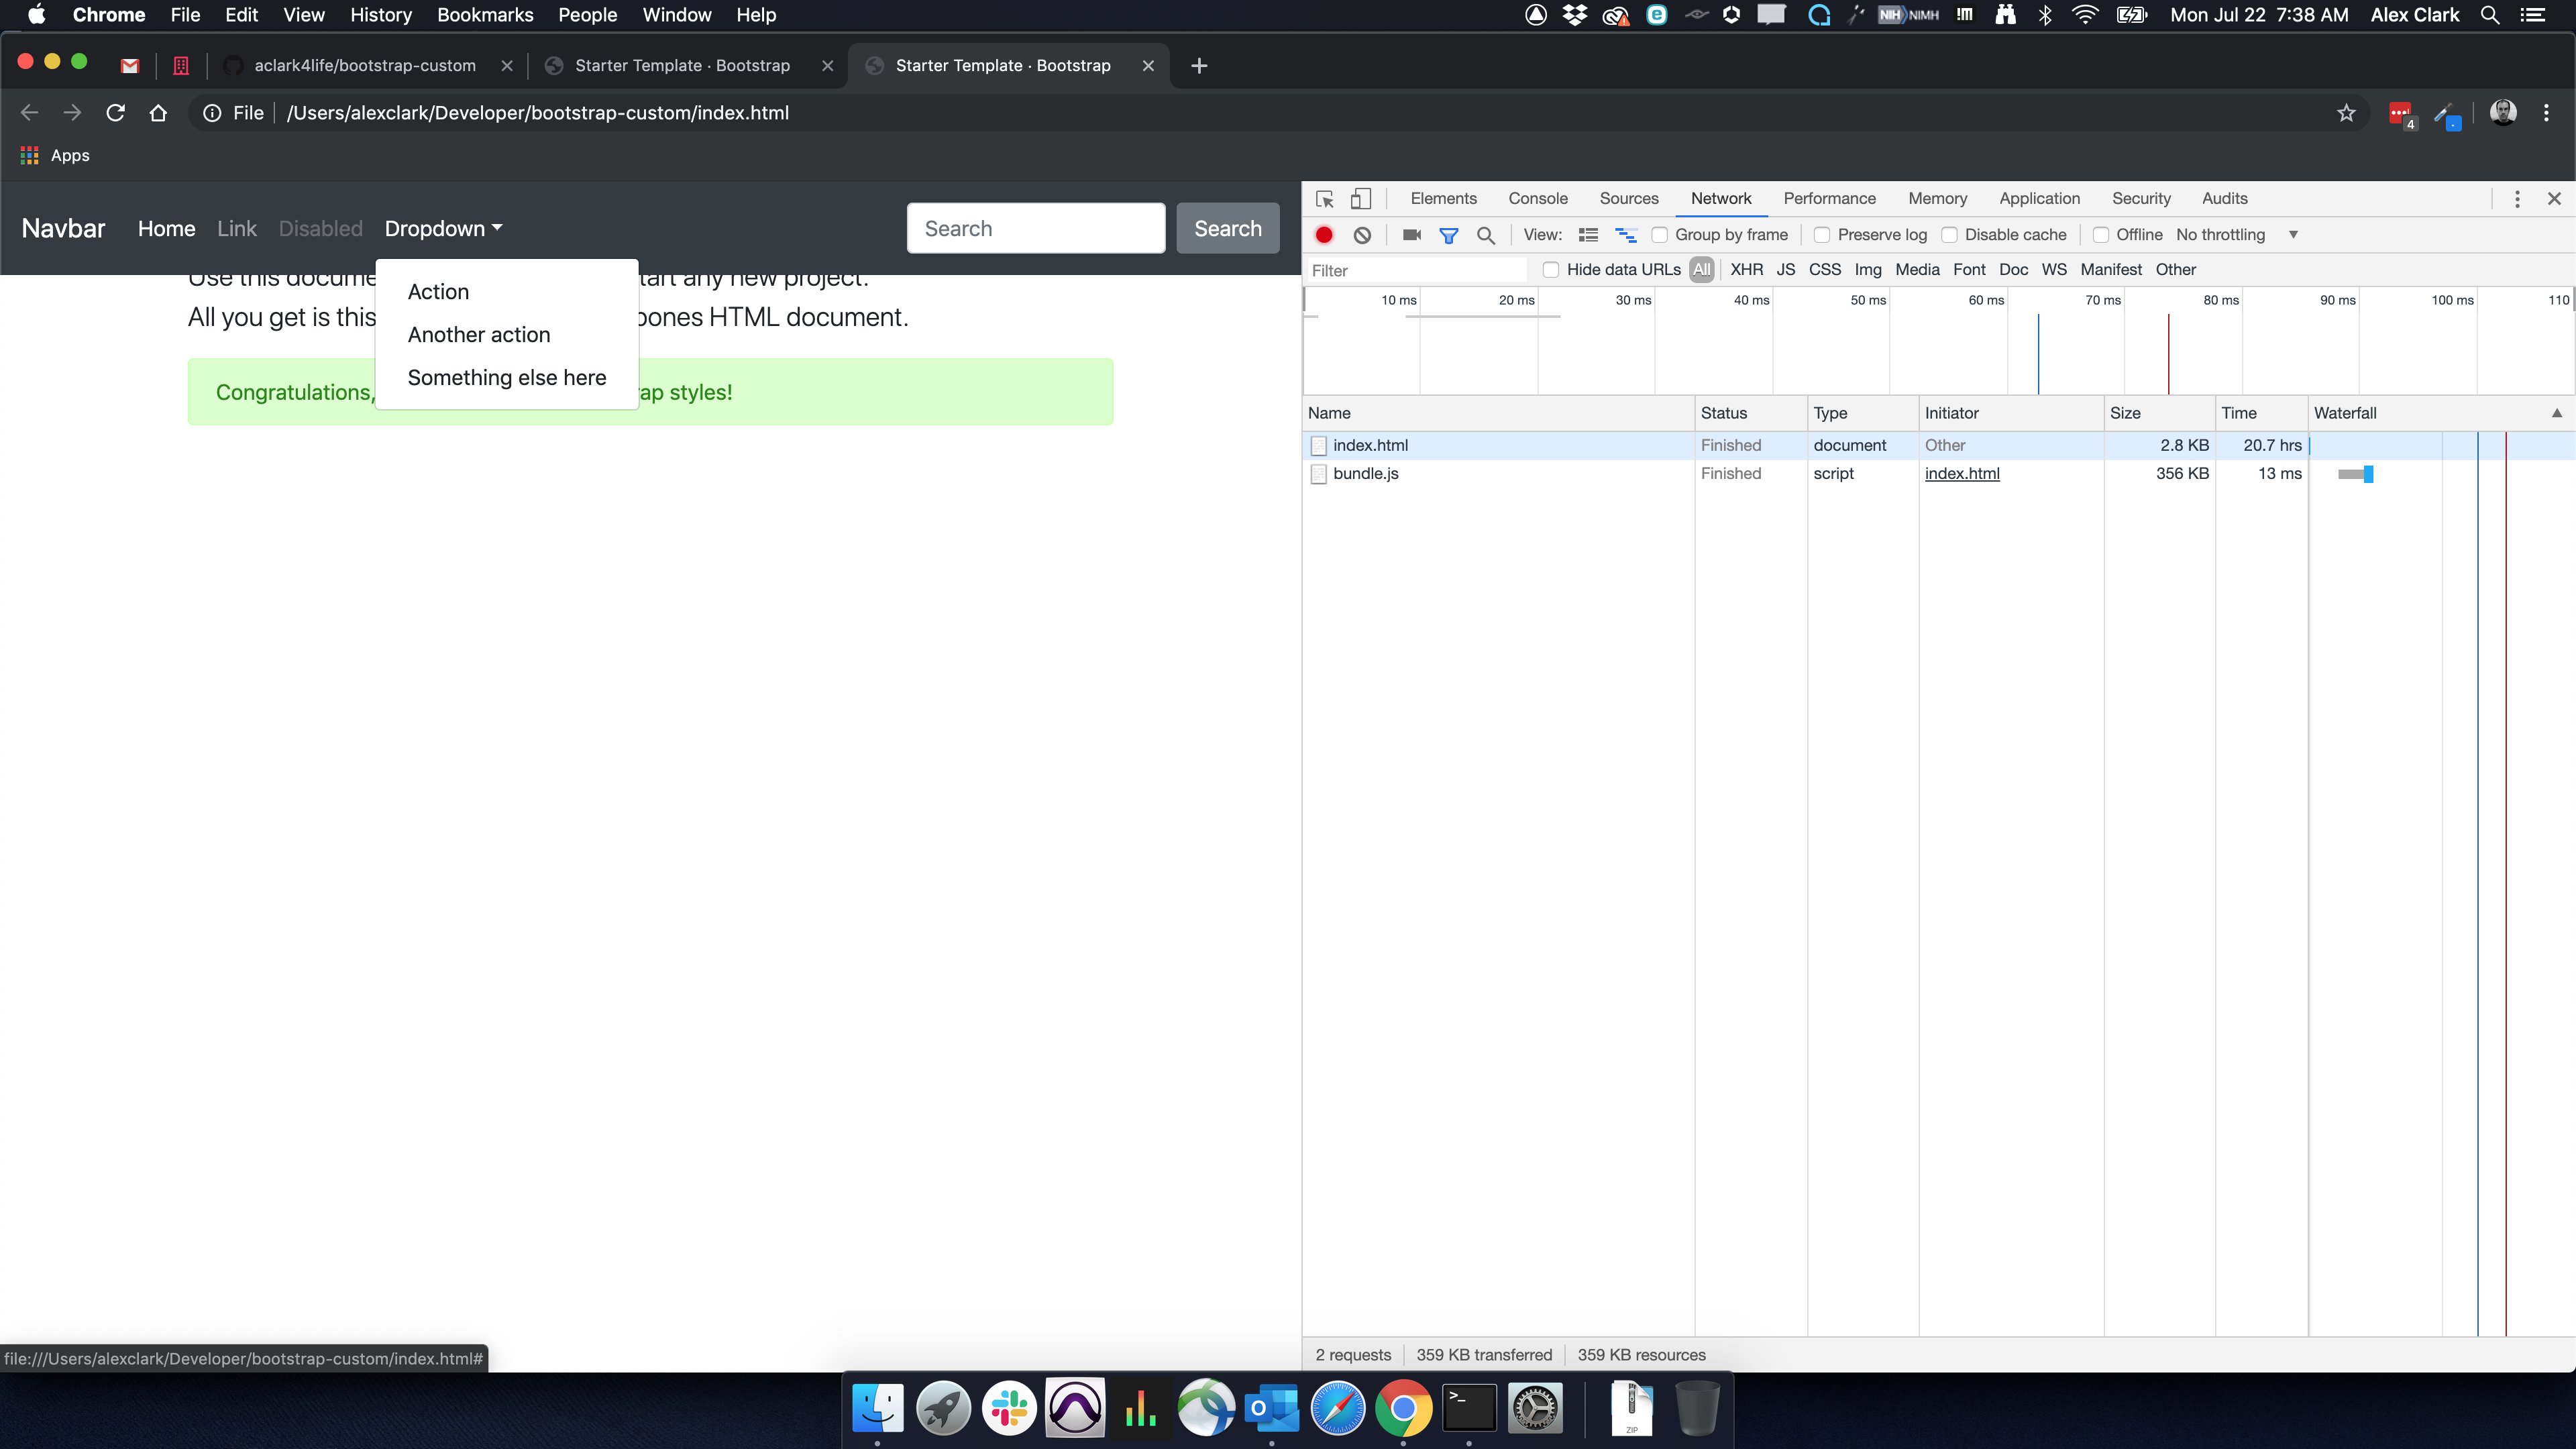 Chrome File Edit View History Bookmarks People Window Help NIH NIMH Mon Jul 22 7:38 AM Alex Clark
aclark4life/bootstrap-custom Starter Template · Bootstrap Starter Template · Bootstrap
File /Users/alexclark/Developer/bootstrap-custom/index.html 4
Apps
Navbar Home Link Disabled Dropdown Search Search
Use this docume tart any new project.
All you get is this bones HTML document.
Action
Another action
Something else here
Congratulations, ap styles!
Elements Console Sources Network Performance Memory Application Security Audits
View: Group by frame Preserve log Disable cache Offline No throttling
Filter Hide data URLs All XHR JS CSS Img Media Font Doc WS Manifest Other
10 ms 20 ms 30 ms 40 ms 50 ms 60 ms 70 ms 80 ms 90 ms 100 ms 110
Name Status Type Initiator Size Time Waterfall
index.html Finished document Other 2.8 KB 20.7 hrs
bundle.js Finished script index.html 356 KB 13 ms
2 requests 359 KB transferred 359 KB resources
file:///Users/alexclark/Developer/bootstrap-custom/index.html#
ZIP